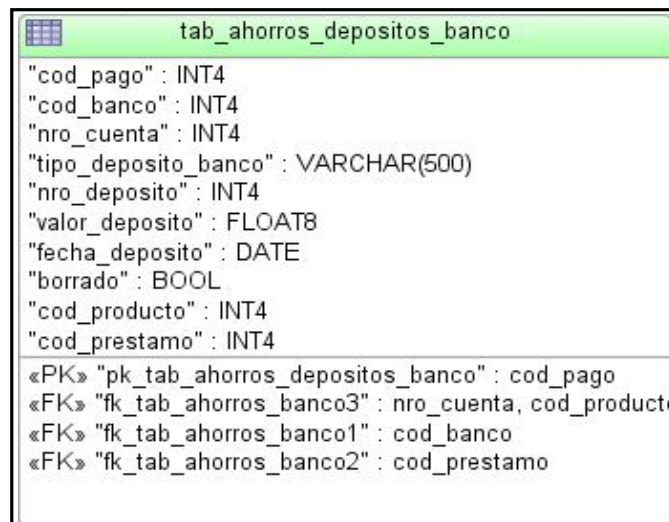 tab_ahorros_depositos_banco
"cod_pago" : INT4
"cod_banco" : INT4
"nro_cuenta" : INT4
"tipo_deposito_banco" : VARCHAR(500)
"nro_deposito" : INT4
"valor_deposito" : FLOAT8
"fecha_deposito" : DATE
"borrado" : BOOL
"cod_producto" : INT4
"cod_prestamo" : INT4
«PK» "pk_tab_ahorros_depositos_banco" : cod_pago
«FK» "fk_tab_ahorros_banco3" : nro_cuenta, cod_producto
«FK» "fk_tab_ahorros_banco1" : cod_banco
«FK» "fk_tab_ahorros_banco2" : cod_prestamo